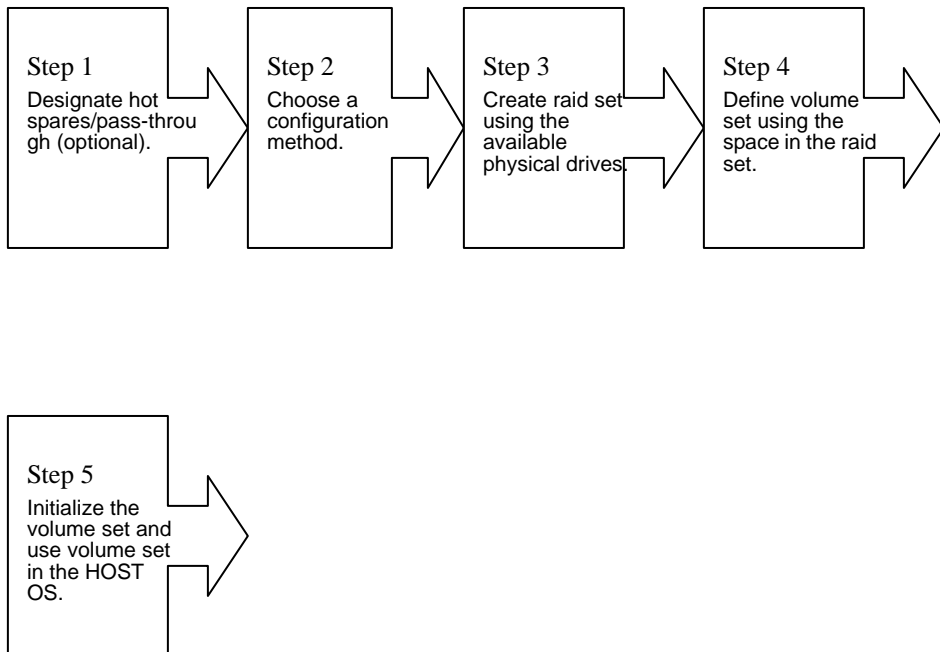 Step 1
Designate hot
spares/pass-throu
gh (optional).
Step 2
Choose a
configuration
method.
Step 3
Create raid set
using the
available
physical drives.
Step 4
Define volume
set using the
space in the raid
set.
Step 5
Initialize the
volume set and
use volume set
in the HOST
OS.